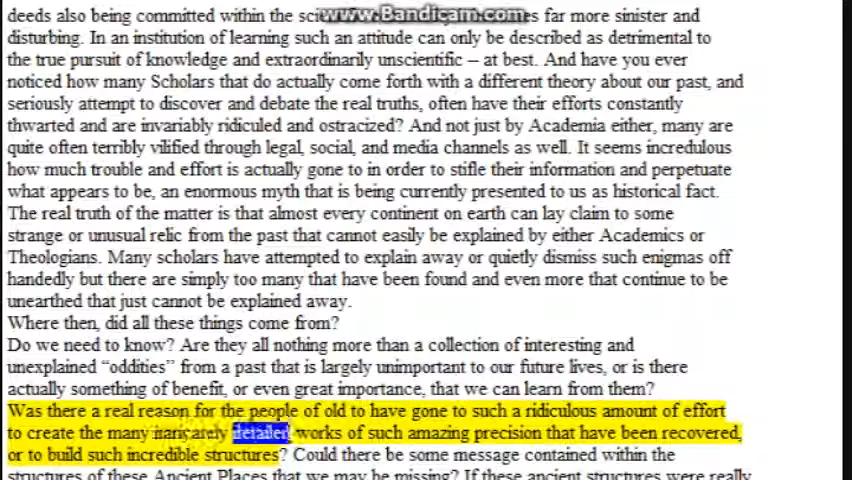 deeds also being committed within the
www.Bandicam.com
far more sinister and
disturbing. In an institution of learning such an attitude can only be described as detrimental to
the true pursuit of knowledge and extraordinarily unscientific – at best. And have you ever
noticed how many Scholars that do actually come forth with a different theory about our past, and
seriously attempt to discover and debate the real truths, often have their efforts constantly
thwarted and are invariably ridiculed and ostracized? And not just by Academia either, many are
quite often terribly vilified through legal, social, and media channels as well. It seems incredulous
how much trouble and effort is actually gone to in order to stifle their information and perpetuate
what appears to be, an enormous myth that is being currently presented to us as historical fact.
The real truth of the matter is that almost every continent on earth can lay claim to some
strange or unusual relic from the past that cannot easily be explained by either Academics or
Theologians. Many scholars have attempted to explain away or quietly dismiss such enigmas off
handedly but there are simply too many that have been found and even more that continue to be
unearthed that just cannot be explained away.
Where then, did all these things come from?
Do we need to know? Are they all nothing more than a collection of interesting and
unexplained “oddities” from a past that is largely unimportant to our future lives, or is there
actually something of benefit, or even great importance, that we can learn from them?
Was there a real reason for the people of old to have gone to such a ridiculous amount of effort
to create the many works of such amazing precision that have been recovered,
or to build such incredible structures? Could there be some message contained within the
structures of these Ancient Places that we may be missing? If these ancient structures were really